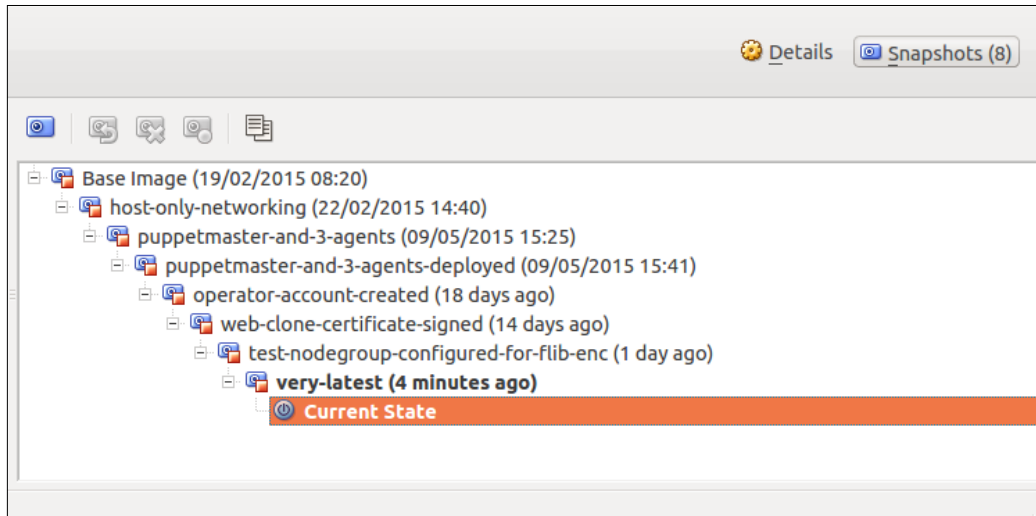 Details Snapshots (8)
Base Image (19/02/2015 08:20)
host-only-networking (22/02/2015 14:40)
puppetmaster-and-3-agents (09/05/2015 15:25)
puppetmaster-and-3-agents-deployed (09/05/2015 15:41)
operator-account-created (18 days ago)
web-clone-certificate-signed (14 days ago)
test-nodegroup-configured-for-flib-enc (1 day ago)
very-latest (4 minutes ago)
Current State